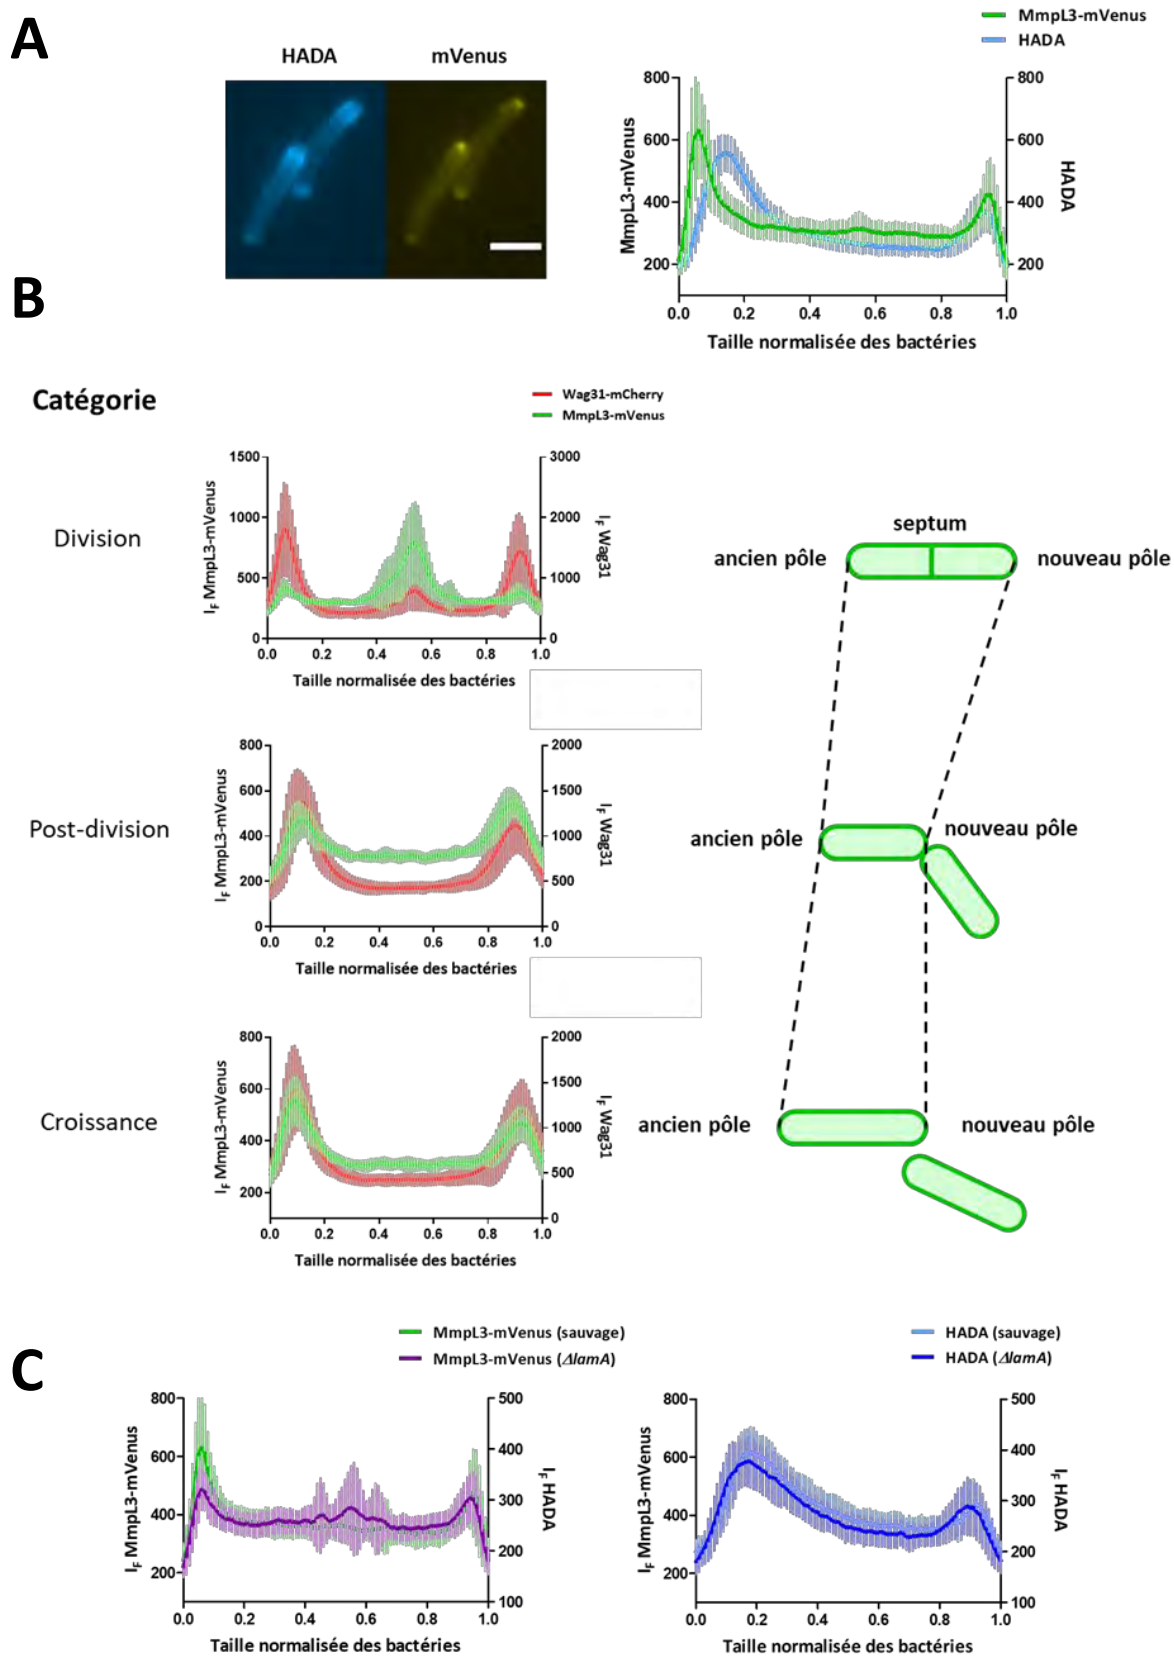 A
HADA
mVenus
MmpL3-mVenus
HADA
800
600
400
200
MmpL3-mVenus
800
600
400
200
HADA
0.0 0.2 0.4 0.6 0.8 1.0
Taille normalisée des bactéries
B
Catégorie
Wag31-mCherry
MmpL3-mVenus
Division
1500
1000
500
0
IF MmpL3-mVenus
3000
2000
1000
0
IF Wag31
0.0 0.2 0.4 0.6 0.8 1.0
Taille normalisée des bactéries
septum
ancien pôle
nouveau pôle
Post-division
800
600
400
200
0
IF MmpL3-mVenus
2000
1500
1000
500
0
IF Wag31
0.0 0.2 0.4 0.6 0.8 1.0
Taille normalisée des bactéries
ancien pôle
nouveau pôle
Croissance
800
600
400
200
IF MmpL3-mVenus
2000
1500
1000
500
0
IF Wag31
0.0 0.2 0.4 0.6 0.8 1.0
Taille normalisée des bactéries
ancien pôle
nouveau pôle
C
MmpL3-mVenus (sauvage)
MmpL3-mVenus (ΔlamA)
800
600
400
200
IF MmpL3-mVenus
500
400
300
200
100
IF HADA
0.0 0.2 0.4 0.6 0.8 1.0
Taille normalisée des bactéries
HADA (sauvage)
HADA (ΔlamA)
800
600
400
200
IF MmpL3-mVenus
500
400
300
200
100
IF HADA
0.0 0.2 0.4 0.6 0.8 1.0
Taille normalisée des bactéries